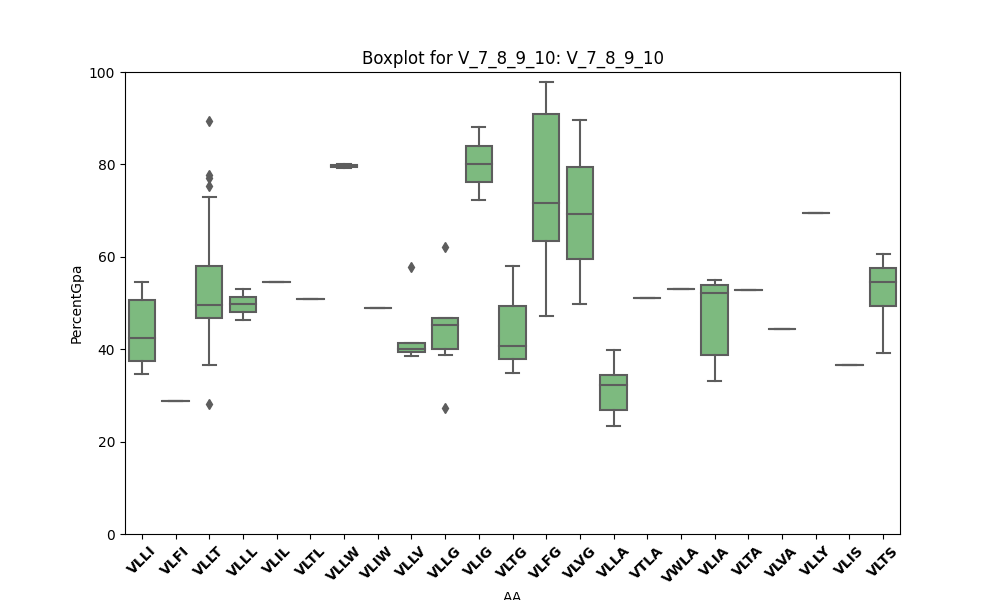 Boxplot for V_7_8_9_10: V_7_8_9_10
100
80
60
40
20
0
PercentGpa
VLLI VLFI VLLT VLLL VLIL VLTL VLLW VLIW VLLV VLLG VLIG VLTG VLFG VLVG VLLA VTLA VWLA VLIA VLTA VLVA VLLY VLIS VLTS
AA